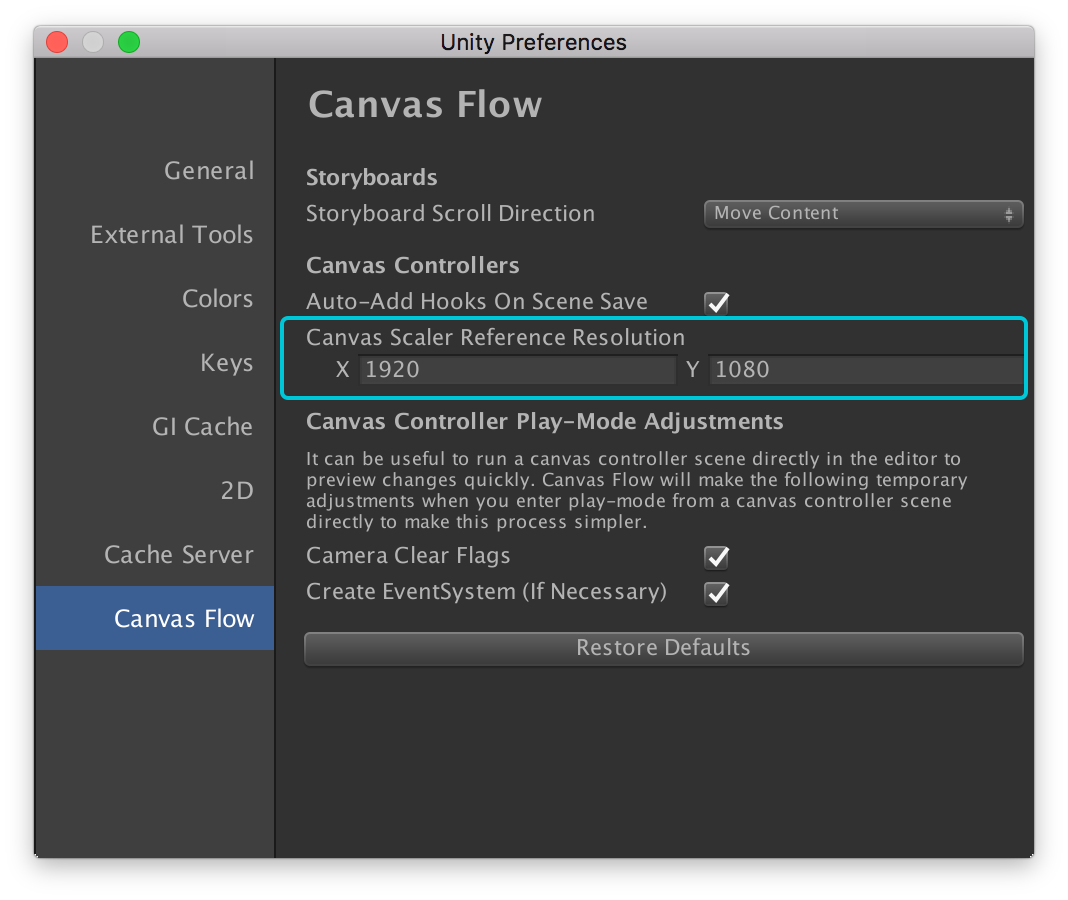 Unity Preferences
General
External Tools
Colors
Keys
GI Cache
2D
Cache Server
Canvas Flow
Canvas Flow
Storyboards
Storyboard Scroll Direction Move Content
Canvas Controllers
Auto-Add Hooks On Scene Save
Canvas Scaler Reference Resolution
X 1920 Y 1080
Canvas Controller Play-Mode Adjustments
It can be useful to run a canvas controller scene directly in the editor to
preview changes quickly. Canvas Flow will make the following temporary
adjustments when you enter play-mode from a canvas controller scene
directly to make this process simpler.
Camera Clear Flags
Create EventSystem (If Necessary)
Restore Defaults